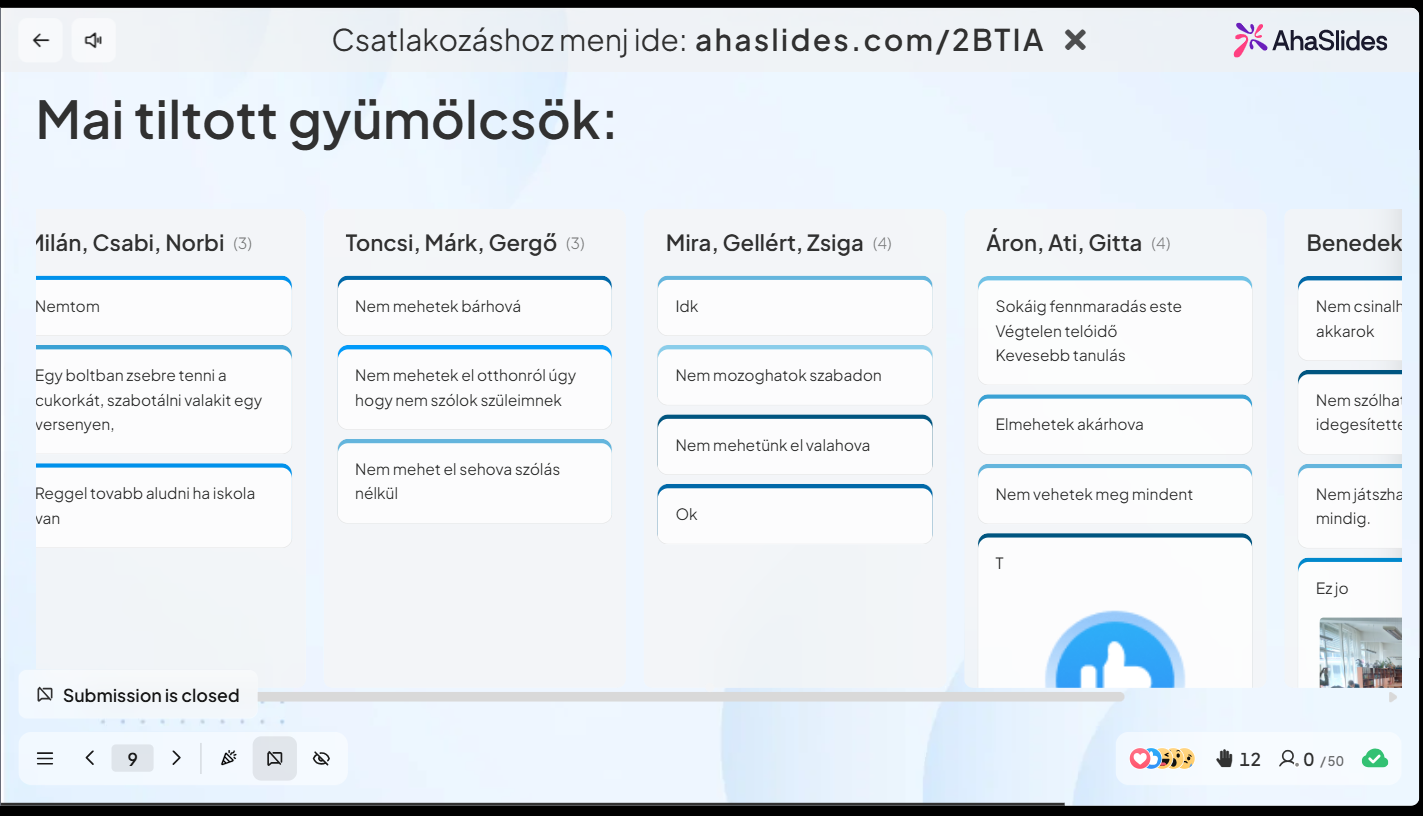 Csatlakozáshoz menj ide: ahaslides.com/2BTIA
AhaSlides
Mai tiltott gyümölcsök:
Milán, Csabi, Norbi (3)
Nemtom
Egy boltban zsebre tenni a
cukorkát, szabotálni valakit egy
versenyen,
Reggel tovabb aludni ha iskola
van
Toncsi, Márk, Gergő (3)
Nem mehetek bárhová
Nem mehetek el otthonról úgy
hogy nem szólok szüleimnek
Nem mehet el sehova szólás
nélkül
Mira, Gellért, Zsiga (4)
Idk
Nem mozoghatok szabadon
Nem mehetünk el valahova
Ok
Áron, Ati, Gitta (4)
Sokáig fennmaradás este
Végtelen telóidő
Kevesebb tanulás
Elmehetek akárhova
Nem vehetek meg mindent
T
Benedek
Nem
akkarok
Nem
Nem
mindig.
Ez jo
Submission is closed
9
12
0 /50